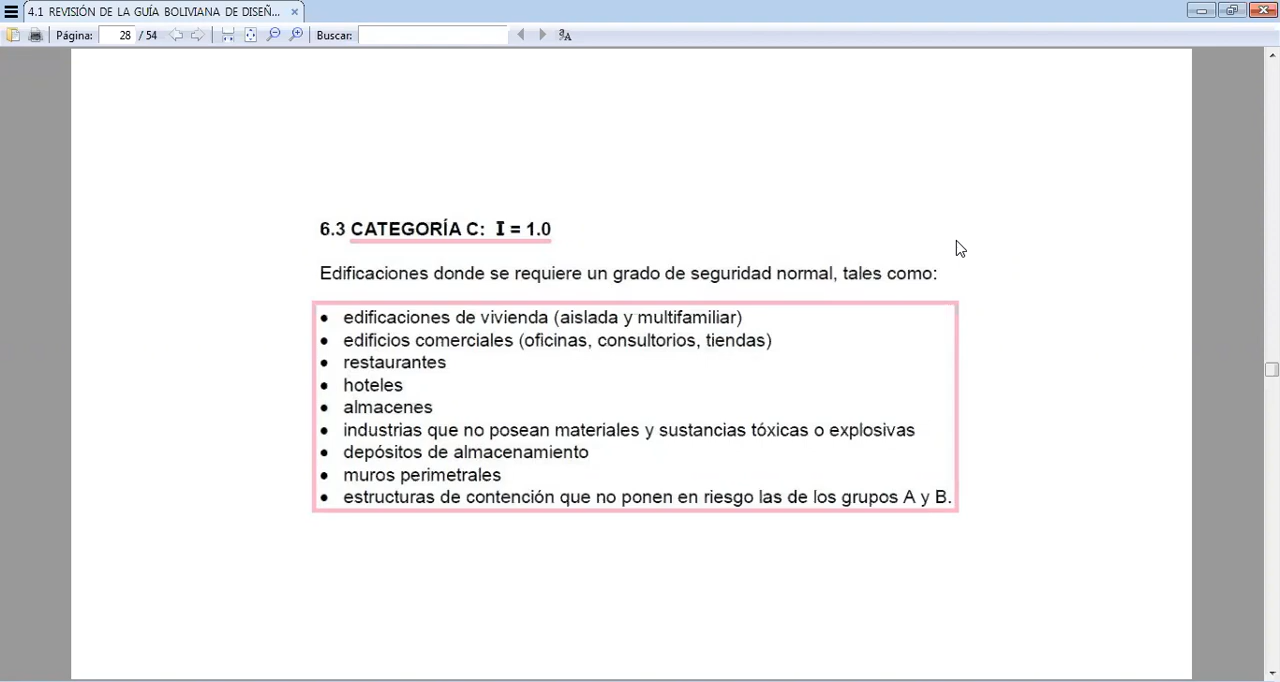 4.1 REVISIÓN DE LA GUÍA BOLIVIANA DE DISEÑ...
Página: 28 / 54 Buscar:
6.3 CATEGORÍA C: I = 1.0
Edificaciones donde se requiere un grado de seguridad normal, tales como:
• edificaciones de vivienda (aislada y multifamiliar)
• edificios comerciales (oficinas, consultorios, tiendas)
• restaurantes
• hoteles
• almacenes
• industrias que no posean materiales y sustancias tóxicas o explosivas
• depósitos de almacenamiento
• muros perimetrales
• estructuras de contención que no ponen en riesgo las de los grupos A y B.